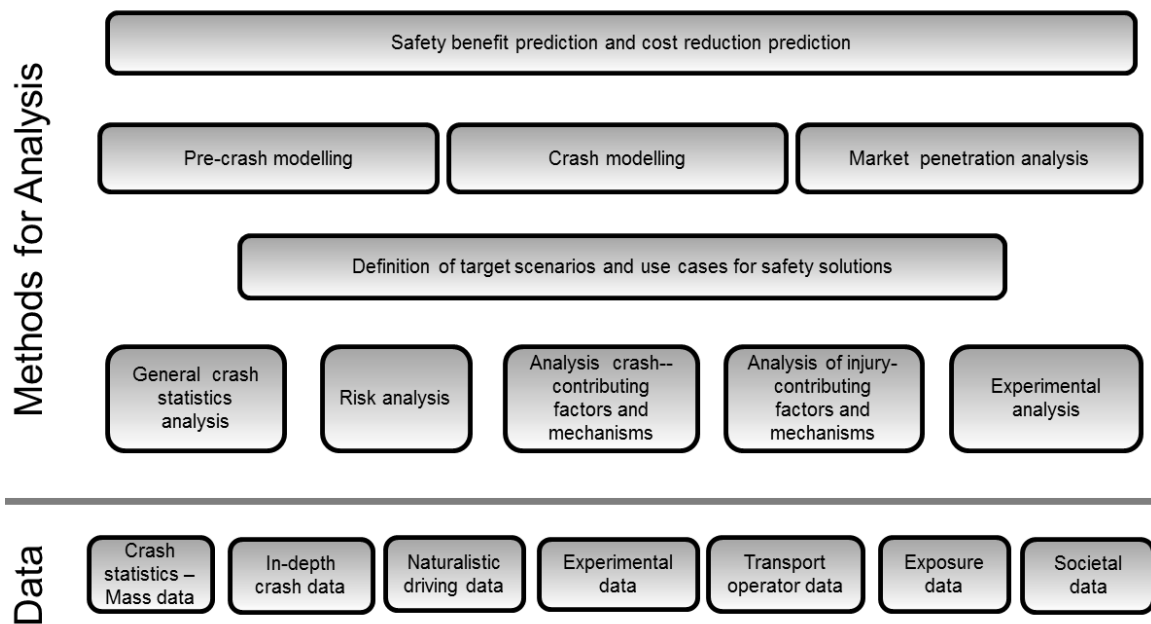 Methods for Analysis
Safety benefit prediction and cost reduction prediction
Pre-crash modelling
Crash modelling
Market penetration analysis
Definition of target scenarios and use cases for safety solutions
General crash
statistics
analysis
Risk analysis
Analysis crash--
contributing
factors and
mechanisms
Analysis of injury-
contributing
factors and
mechanisms
Experimental
analysis
Data
Crash
statistics –
Mass data
In-depth
crash data
Naturalistic
driving data
Experimental
data
Transport
operator data
Exposure
data
Societal
data